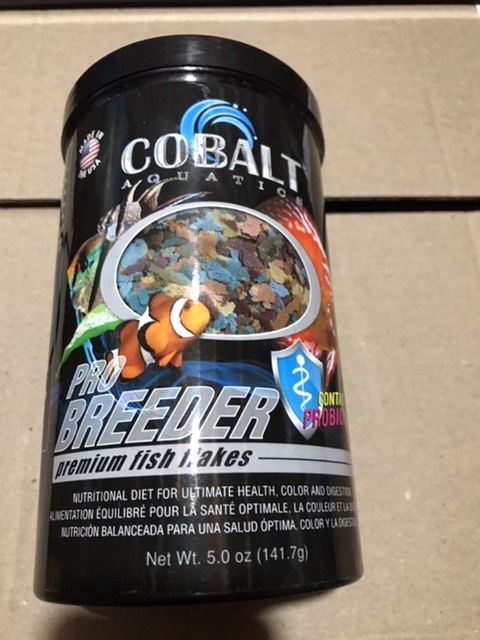 MADE IN
THE USA
COBALT
AQUATICS
PRO
BREEDER
premium fish flakes
NUTRITIONAL DIET FOR ULTIMATE HEALTH, COLOR AND DIGESTION
ALIMENTATION ÉQUILIBRÉ POUR LA SANTÉ OPTIMALE, LA COULEUR ET LA
NUTRICIÓN BALANCEADA PARA UNA SALUD ÓPTIMA, COLOR Y LA
Net Wt. 5.0 oz (141.7g)